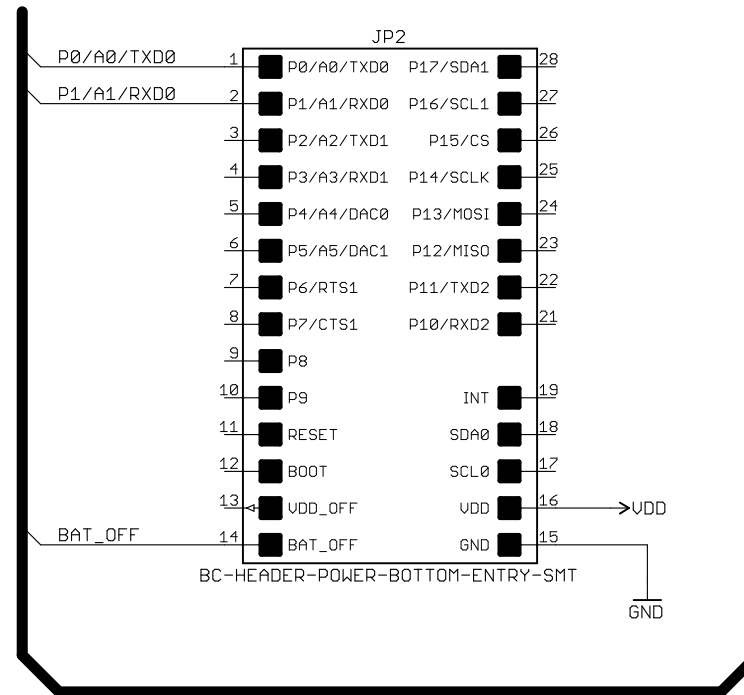 JP2
P0/A0/TXD0 1 P0/A0/TXD0 P17/SDA1 28
P1/A1/RXD0 2 P1/A1/RXD0 P16/SCL1 27
3 P2/A2/TXD1 P15/CS 26
4 P3/A3/RXD1 P14/SCLK 25
5 P4/A4/DAC0 P13/MOSI 24
6 P5/A5/DAC1 P12/MISO 23
7 P6/RTS1 P11/TXD2 22
8 P7/CTS1 P10/RXD2 21
9 P8
10 P9 INT 19
11 RESET SDA0 18
12 BOOT SCL0 17
13 VDD_OFF VDD 16 VDD
BAT_OFF 14 BAT_OFF GND 15
BC-HEADER-POWER-BOTTOM-ENTRY-SMT
GND